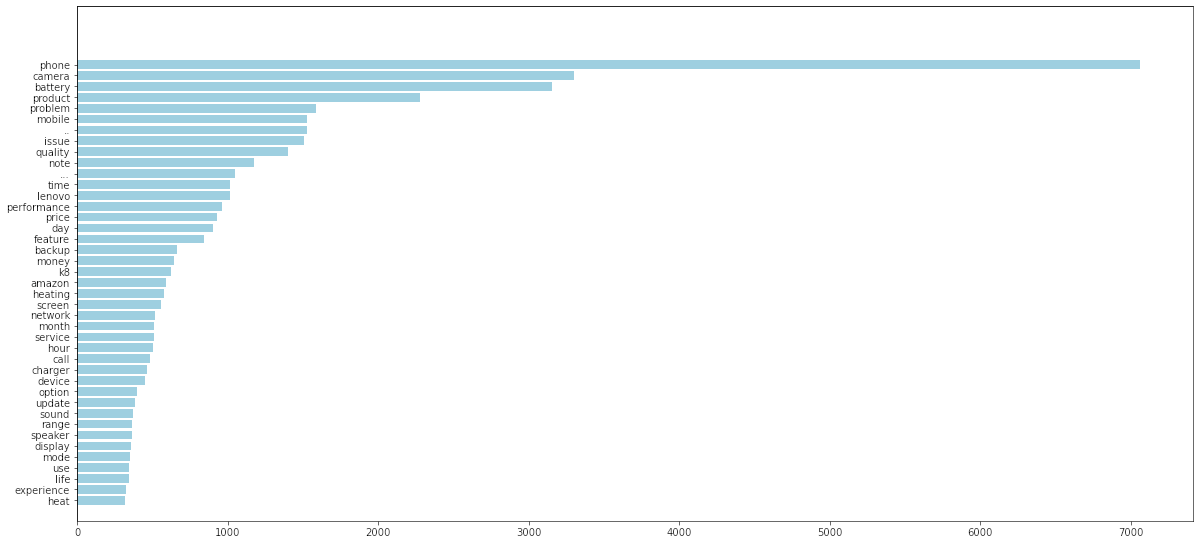 phone
camera
battery
product
problem
mobile
..
issue
quality
note
...
time
lenovo
performance
price
day
feature
backup
money
k8
amazon
heating
screen
network
month
service
hour
call
charger
device
option
update
sound
range
speaker
display
mode
use
life
experience
heat
0 1000 2000 3000 4000 5000 6000 7000